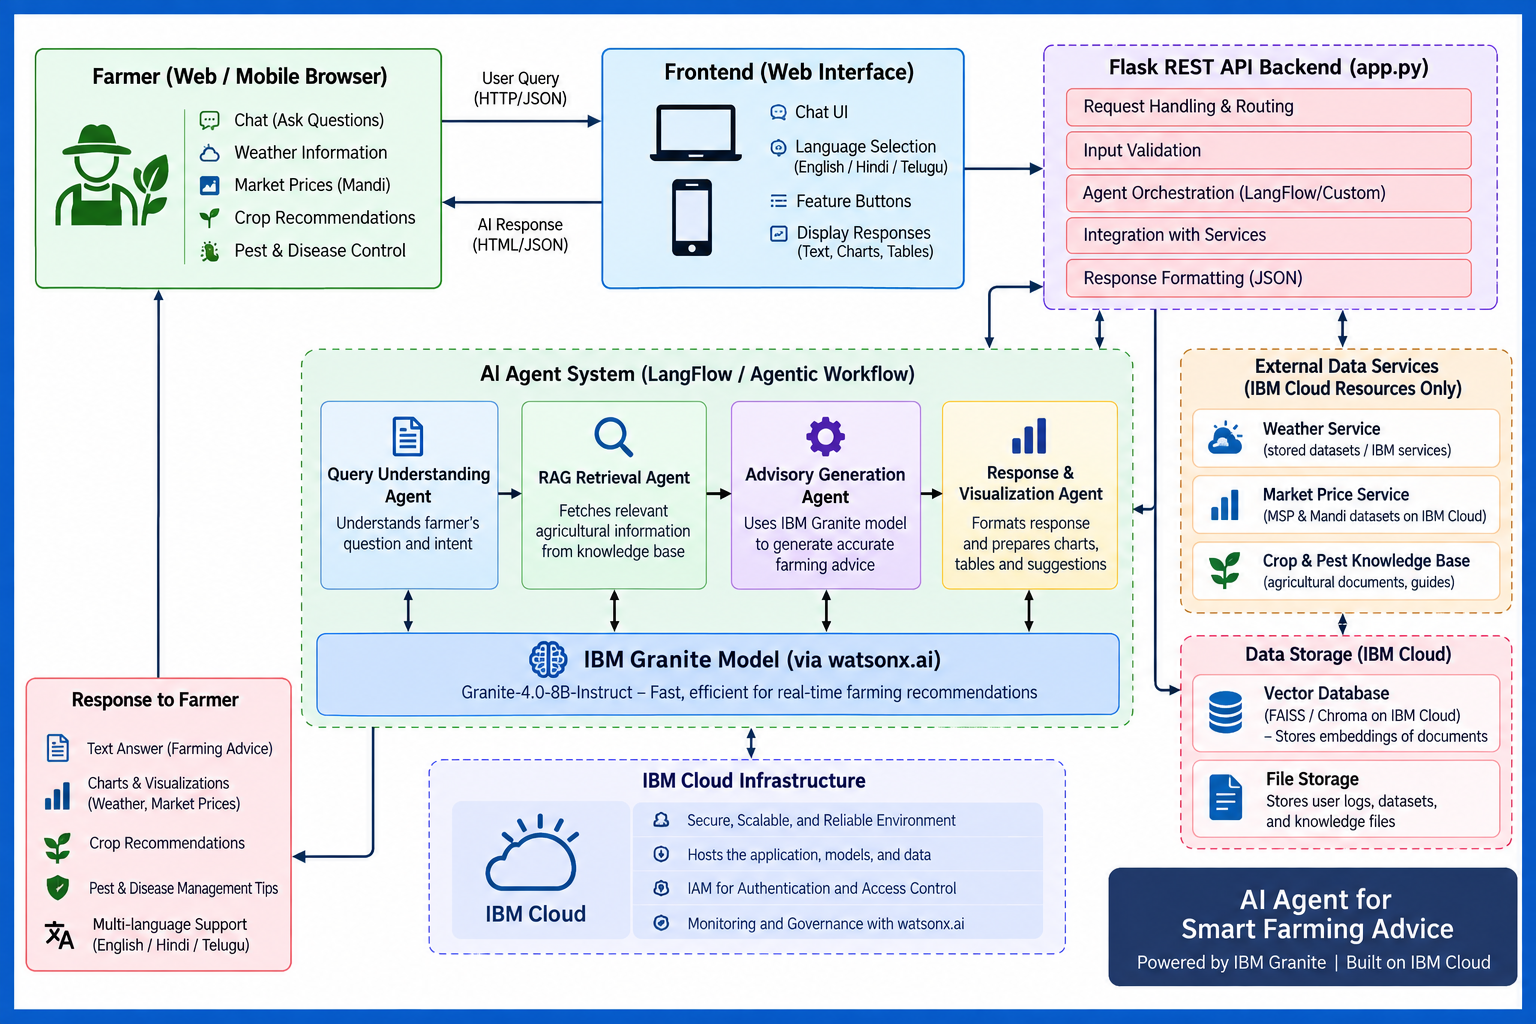 Farmer (Web / Mobile Browser)
Chat (Ask Questions)
Weather Information
Market Prices (Mandi)
Crop Recommendations
Pest & Disease Control
User Query
(HTTP/JSON)
AI Response
(HTML/JSON)
Frontend (Web Interface)
Chat UI
Language Selection
(English / Hindi / Telugu)
Feature Buttons
Display Responses
(Text, Charts, Tables)
Flask REST API Backend (app.py)
Request Handling & Routing
Input Validation
Agent Orchestration (LangFlow/Custom)
Integration with Services
Response Formatting (JSON)
AI Agent System (LangFlow / Agentic Workflow)
Query Understanding
Agent
Understands farmer's
question and intent
RAG Retrieval Agent
Fetches relevant
agricultural information
from knowledge base
Advisory Generation
Agent
Uses IBM Granite model
to generate accurate
farming advice
Response &
Visualization Agent
Formats response
and prepares charts,
tables and suggestions
IBM Granite Model (via watsonx.ai)
Granite-4.0-8B-Instruct – Fast, efficient for real-time farming recommendations
External Data Services
(IBM Cloud Resources Only)
Weather Service
(stored datasets / IBM services)
Market Price Service
(MSP & Mandi datasets on IBM Cloud)
Crop & Pest Knowledge Base
(agricultural documents, guides)
Data Storage (IBM Cloud)
Vector Database
(FAISS / Chroma on IBM Cloud)
– Stores embeddings of documents
File Storage
Stores user logs, datasets,
and knowledge files
Response to Farmer
Text Answer (Farming Advice)
Charts & Visualizations
(Weather, Market Prices)
Crop Recommendations
Pest & Disease Management Tips
Multi-language Support
(English / Hindi / Telugu)
IBM Cloud Infrastructure
IBM Cloud
Secure, Scalable, and Reliable Environment
Hosts the application, models, and data
IAM for Authentication and Access Control
Monitoring and Governance with watsonx.ai
AI Agent for
Smart Farming Advice
Powered by IBM Granite | Built on IBM Cloud